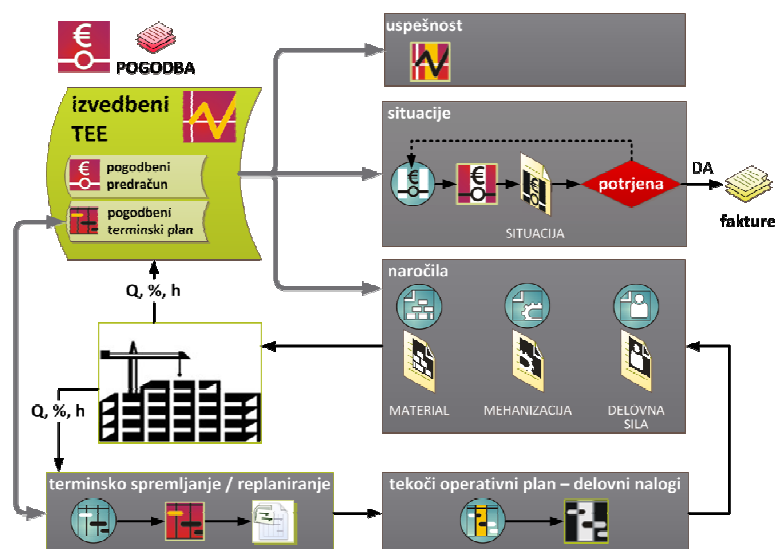 POGODBA
izvedbeni
TEE
pogodbeni
predračun
pogodbeni
terminski plan
uspešnost
situacije
potrjena
DA
SITUACIJA
fakture
naročila
MATERIAL
MEHANIZACIJA
DELOVNA
SILA
Q, %, h
Q, %, h
terminsko spremljanje / replaniranje
tekoči operativni plan – delovni nalogi